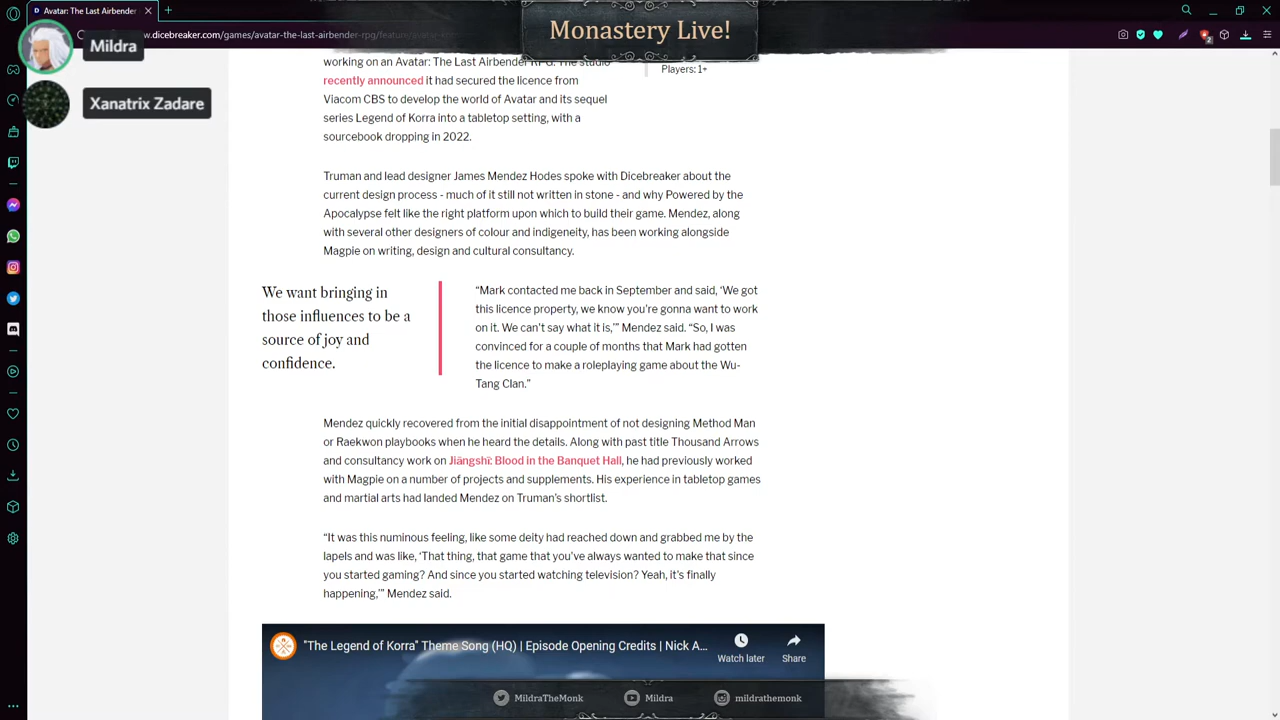 Avatar: The Last Airbender
Monastery Live!
www.dicebreaker.com/games/avatar-the-last-airbender-rpg/feature/
Mildra
Xanatrix Zadare
working on an Avatar: The Last Airbender RPG. The studio
Players: 1+
recently announced it had secured the licence from
Viacom CBS to develop the world of Avatar and its sequel
series Legend of Korra into a tabletop setting, with a
sourcebook dropping in 2022.
Truman and lead designer James Mendez Hodes spoke with Dicebreaker about the
current design process - much of it still not written in stone - and why Powered by the
Apocalypse felt like the right platform upon which to build their game. Mendez, along
with several other designers of colour and indigeneity, has been working alongside
Magpie on writing, design and cultural consultancy.
We want bringing in
those influences to be a
source of joy and
confidence.
“Mark contacted me back in September and said, ‘We got
this licence property, we know you're gonna want to work
on it. We can't say what it is,’” Mendez said. “So, I was
convinced for a couple of months that Mark had gotten
the licence to make a roleplaying game about the Wu-
Tang Clan.”
Mendez quickly recovered from the initial disappointment of not designing Method Man
or Raekwon playbooks when he heard the details. Along with past title Thousand Arrows
and consultancy work on Jiāngshī: Blood in the Banquet Hall, he had previously worked
with Magpie on a number of projects and supplements. His experience in tabletop games
and martial arts had landed Mendez on Truman's shortlist.
“It was this numinous feeling, like some deity had reached down and grabbed me by the
lapels and was like, ‘That thing, that game that you've always wanted to make that since
you started gaming? And since you started watching television? Yeah, it's finally
happening,’” Mendez said.
"The Legend of Korra" Theme Song (HQ) | Episode Opening Credits | Nick A...
Watch later
Share
MildraTheMonk
Mildra
mildrathemonk